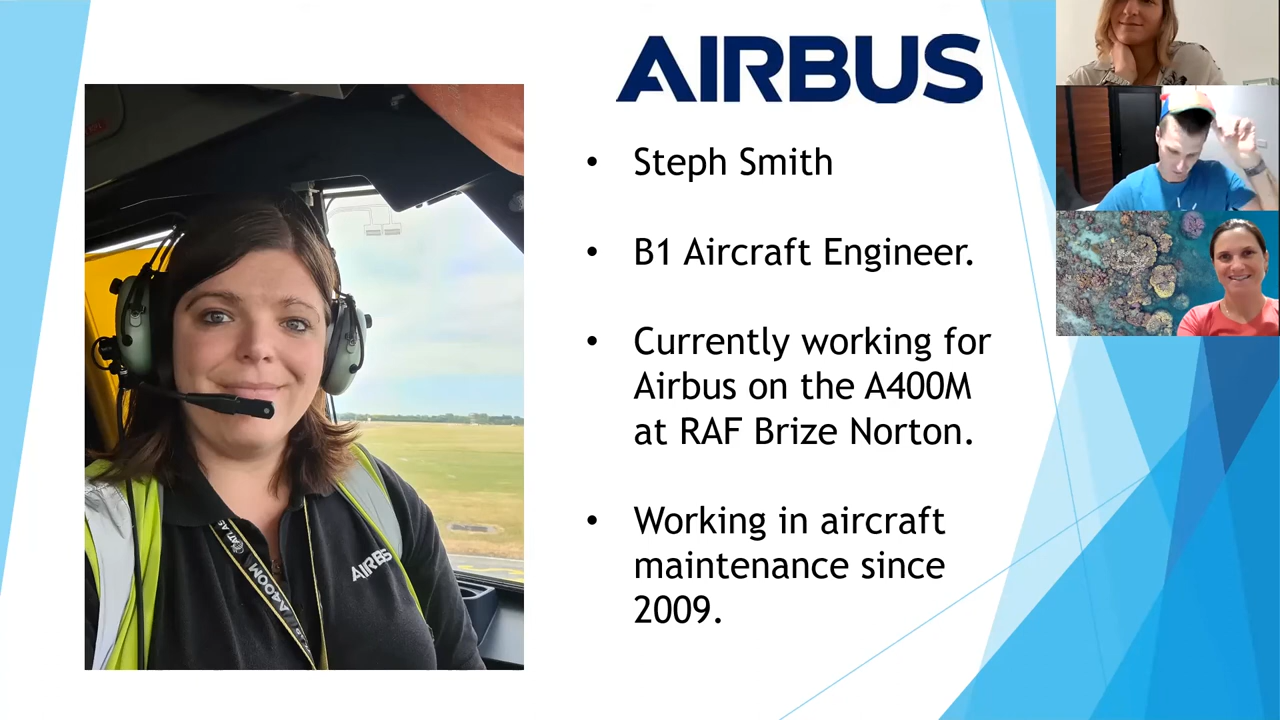 AIRBUS
• Steph Smith
• B1 Aircraft Engineer.
• Currently working for
Airbus on the A400M
at RAF Brize Norton.
• Working in aircraft
maintenance since
2009.
AIRBUS
A400M